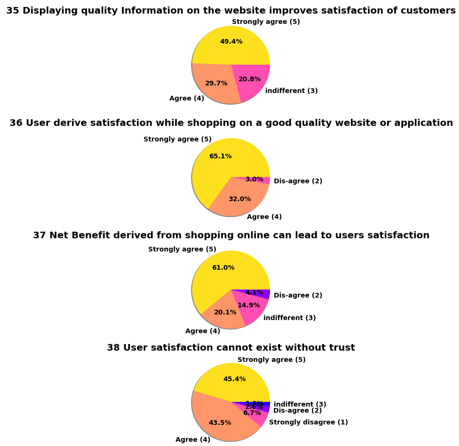 35 Displaying quality Information on the website improves satisfaction of customers
Strongly agree (5)
49.4%
29.7%
20.8%
indifferent (3)
Agree (4)
36 User derive satisfaction while shopping on a good quality website or application
Strongly agree (5)
65.1%
3.0%
Dis-agree (2)
32.0%
Agree (4)
37 Net Benefit derived from shopping online can lead to users satisfaction
Strongly agree (5)
61.0%
4.1%
Dis-agree (2)
14.9%
indifferent (3)
20.1%
Agree (4)
38 User satisfaction cannot exist without trust
Strongly agree (5)
45.4%
indifferent (3)
Dis-agree (2)
6.7%
Strongly disagree (1)
43.5%
Agree (4)